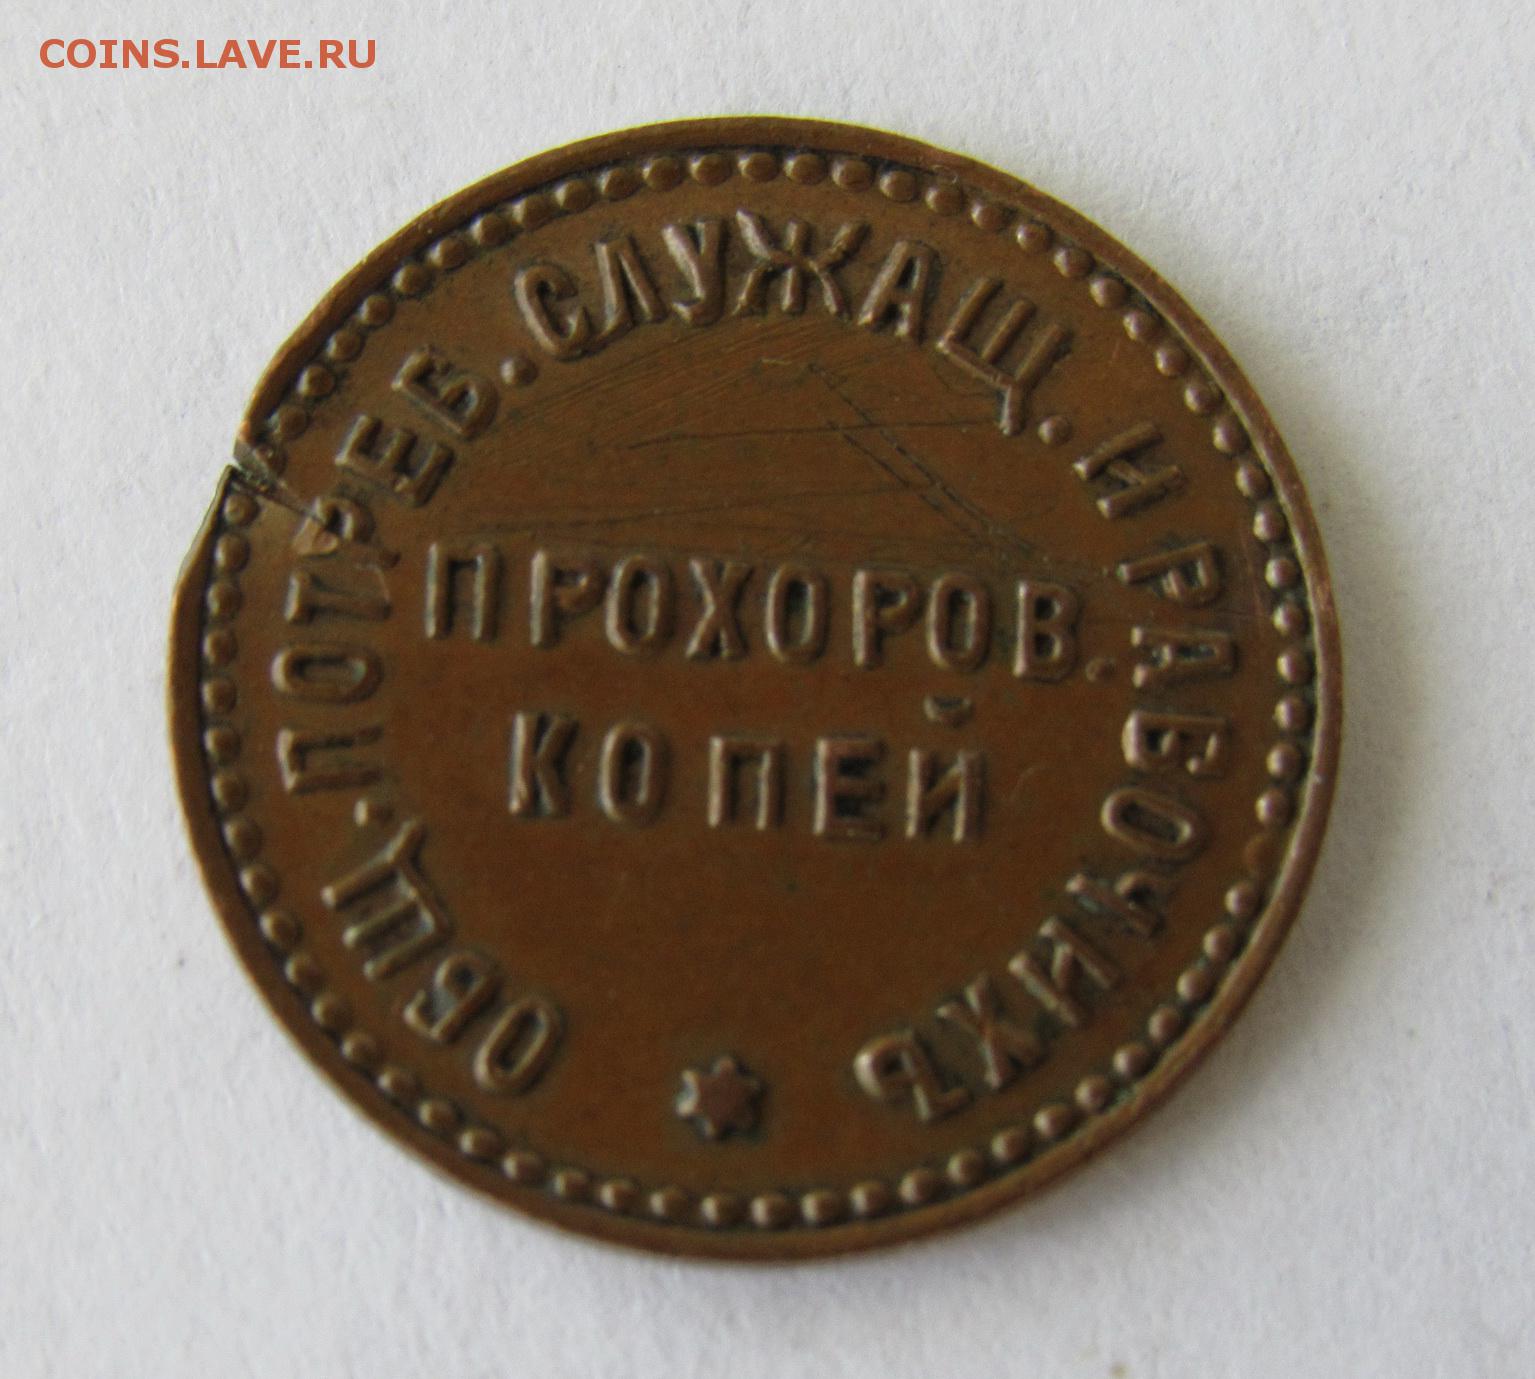 COINS.LAVE.RU
ОБЩ. ПОТРЕБ. СЛУЖАЩ. И РАБОЧИХЪ
ПРОХОРОВ.
КОПЕЙ